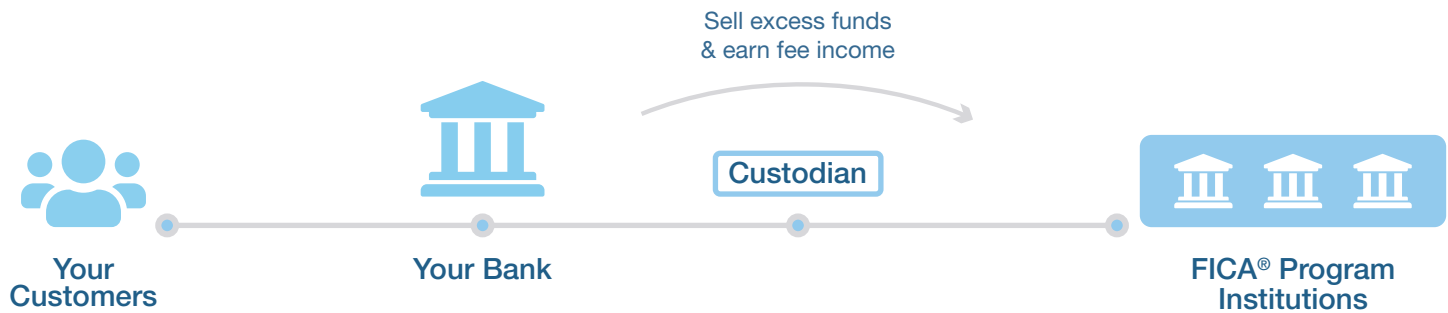 Sell excess funds
& earn fee income
Custodian
Your
Customers
Your Bank
FICA® Program
Institutions